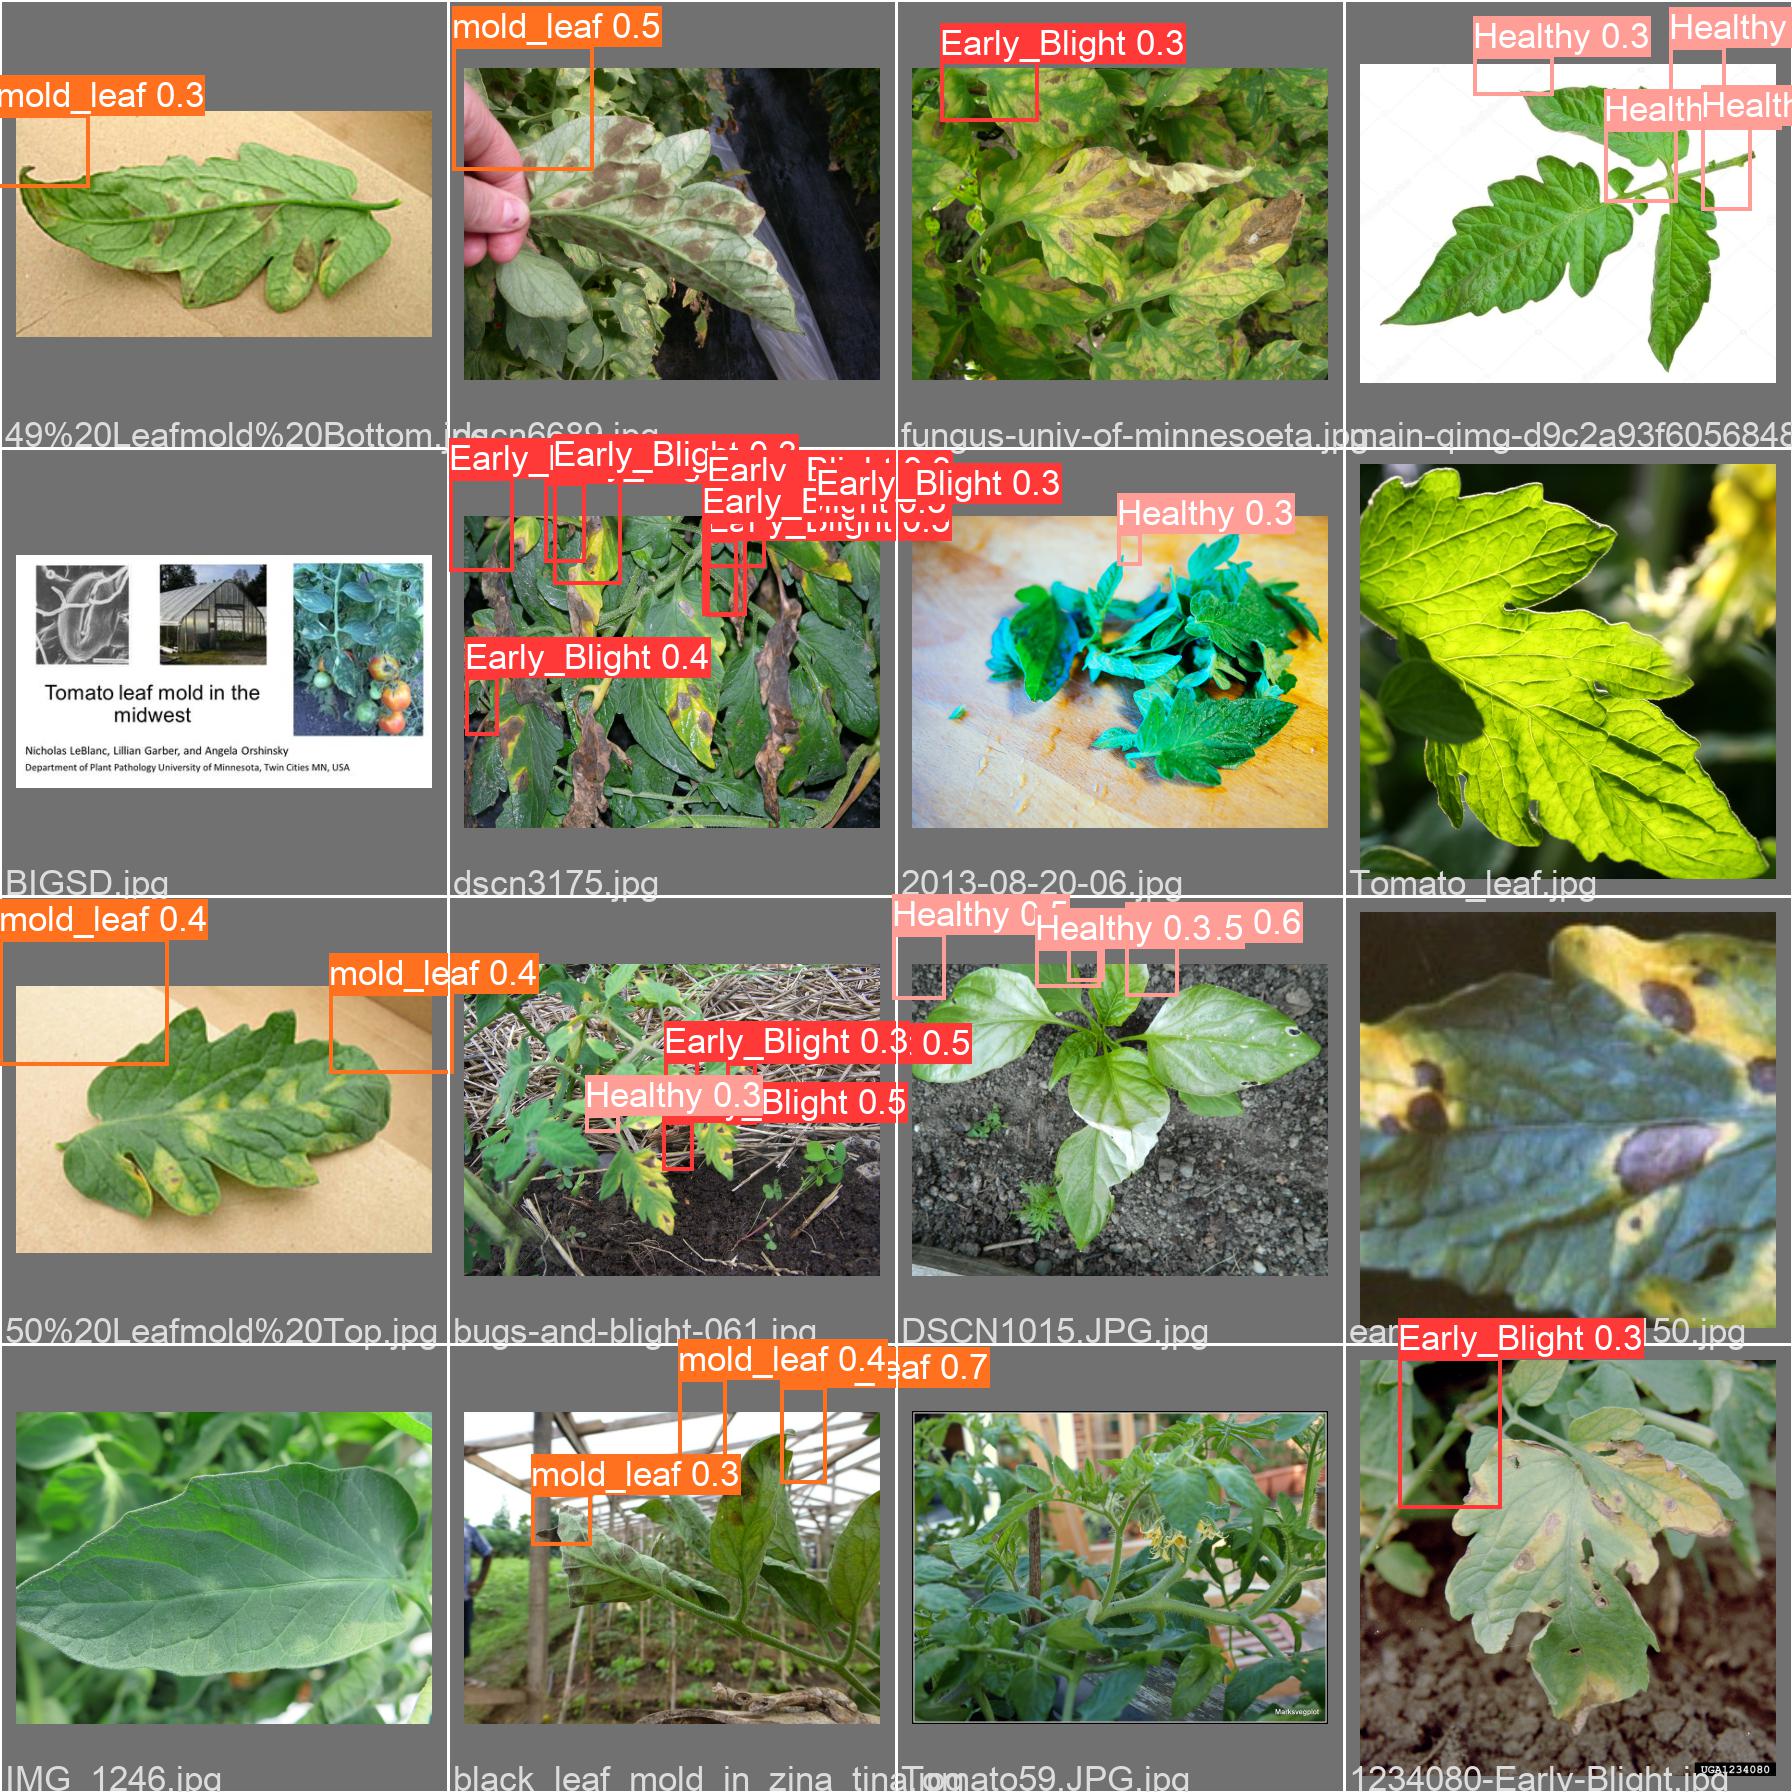 mold_leaf 0.3
49%20Leafmold%20Bottom.jpg
mold_leaf 0.5
dscn6689.jpg
Early_Blight 0.3
fungus-univ-of-minnesoeta.jpg
Healthy 0.3
Healthy
Health
Health
main-qimg-d9c2a93f6056848
Tomato leaf mold in the
midwest
Nicholas LeBlanc, Lillian Garber, and Angela Orshinsky
Department of Plant Pathology University of Minnesota, Twin Cities MN, USA
BIGSD.jpg
Early_
Early_Blight 0.3
Early_Blight 0.3
Early_Blight 0.3
Early_Blight 0.3
Early_Blight 0.4
dscn3175.jpg
Healthy 0.3
2013-08-20-06.jpg
Tomato_leaf.jpg
mold_leaf 0.4
mold_leaf 0.4
50%20Leafmold%20Top.jpg
Early_Blight 0.3
0.5
Healthy 0.3
Blight 0.5
bugs-and-blight-061.jpg
Healthy 0.5
Healthy 0.3
.5
0.6
DSCN1015.JPG.jpg
ear
50.jpg
IMG_1246.jpg
mold_leaf 0.4
eaf 0.7
mold_leaf 0.3
black_leaf_mold_in_zina_tina
Marksvegplot
Tomato59.JPG.jpg
Early_Blight 0.3
UGA1234080
1234080-Early-Blight.jpg